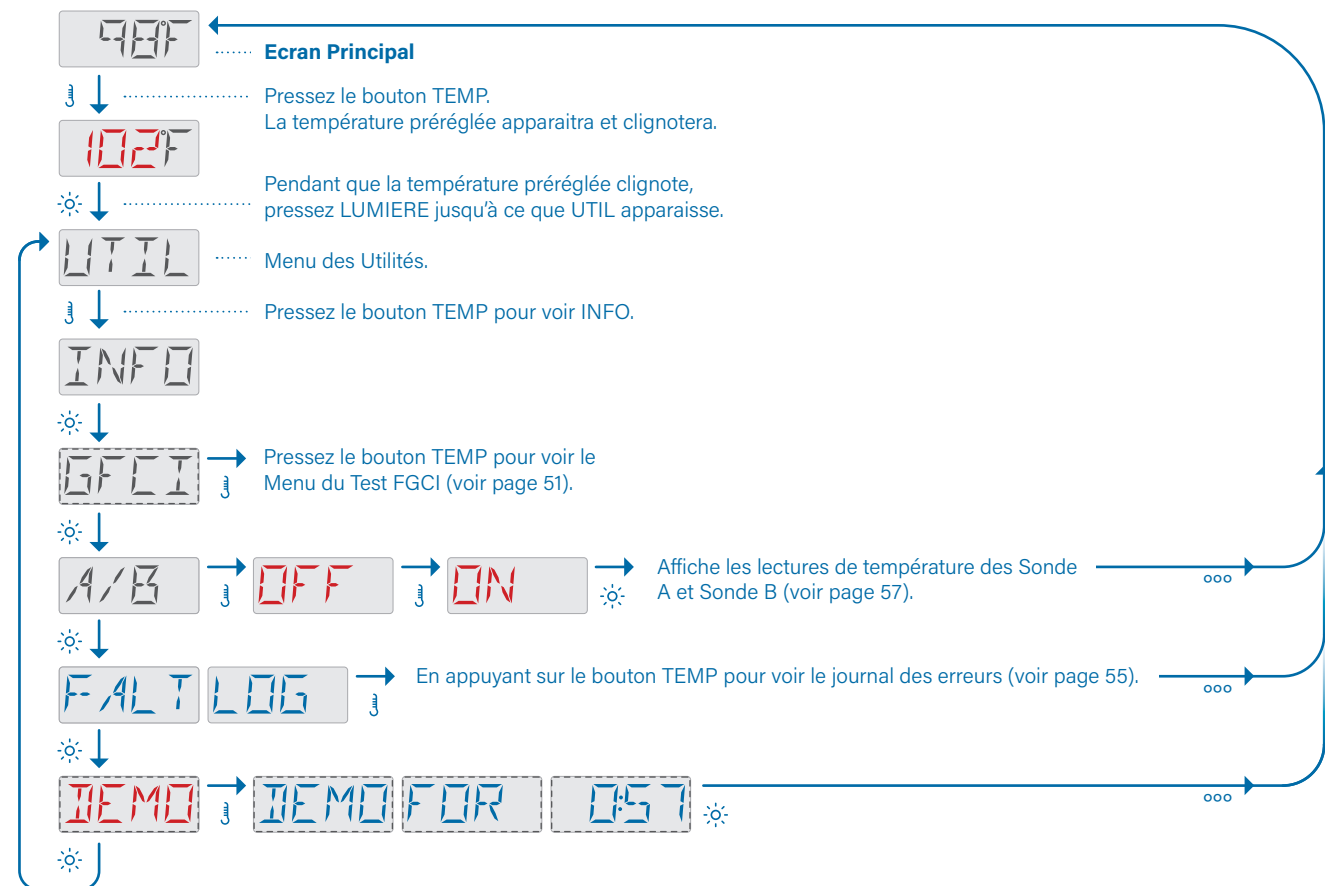 98°F
Ecran Principal
Pressez le bouton TEMP.
La température préréglée apparaitra et clignotera.
102°F
Pendant que la température préréglée clignote,
pressez LUMIERE jusqu'à ce que UTIL apparaisse.
UTIL
Menu des Utilités.
Pressez le bouton TEMP pour voir INFO.
INFO
GFCI
Pressez le bouton TEMP pour voir le
Menu du Test FGCI (voir page 51).
A/B
OFF
ON
Affiche les lectures de température des Sonde
A et Sonde B (voir page 57).
FALT LOG
En appuyant sur le bouton TEMP pour voir le journal des erreurs (voir page 55).
DEMO
DEMO FOR 0:57